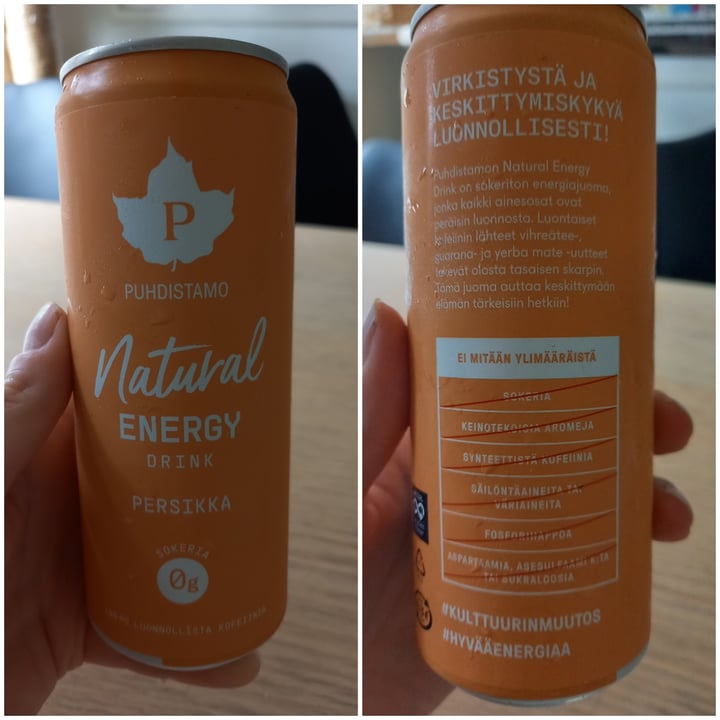 P
PUHDISTAMO
Natural
ENERGY
DRINK
PERSIKKA
SOKERIA
0g
LUONNOLLISTA KOFEIINIA
VIRKISTYSTÄ JA
KESKITTYMISKYKYÄ
LUONNOLLISESTI!
Puhdistamon Natural Energy
Drink on sokeriton energiajuoma,
jonka kaikki ainesosat ovat
peräisin luonnosta. Luontaiset
kofeiinin lähteet vihreätee-,
guarana- ja yerba mate -uutteet
tekevät olosta tasaisen skarpin.
Tämä juoma auttaa keskittymään
elämän tärkeisiin hetkiin!
EI MITÄÄN YLIMÄÄRÄISTÄ
SOKERIA
KEINOTEKOISIA AROMEJA
SYNTEETTISTÄ KOFEIINIA
SÄILÖNTÄAINEITA TAI
VÄRIAINEITA
FOSFORIHAPPOA
ASPARTAAMIA, ASESULFAAMI K:TA
TAI SUKRALOOSIA
#KULTTUURINMUUTOS
#HYVÄÄENERGIAA